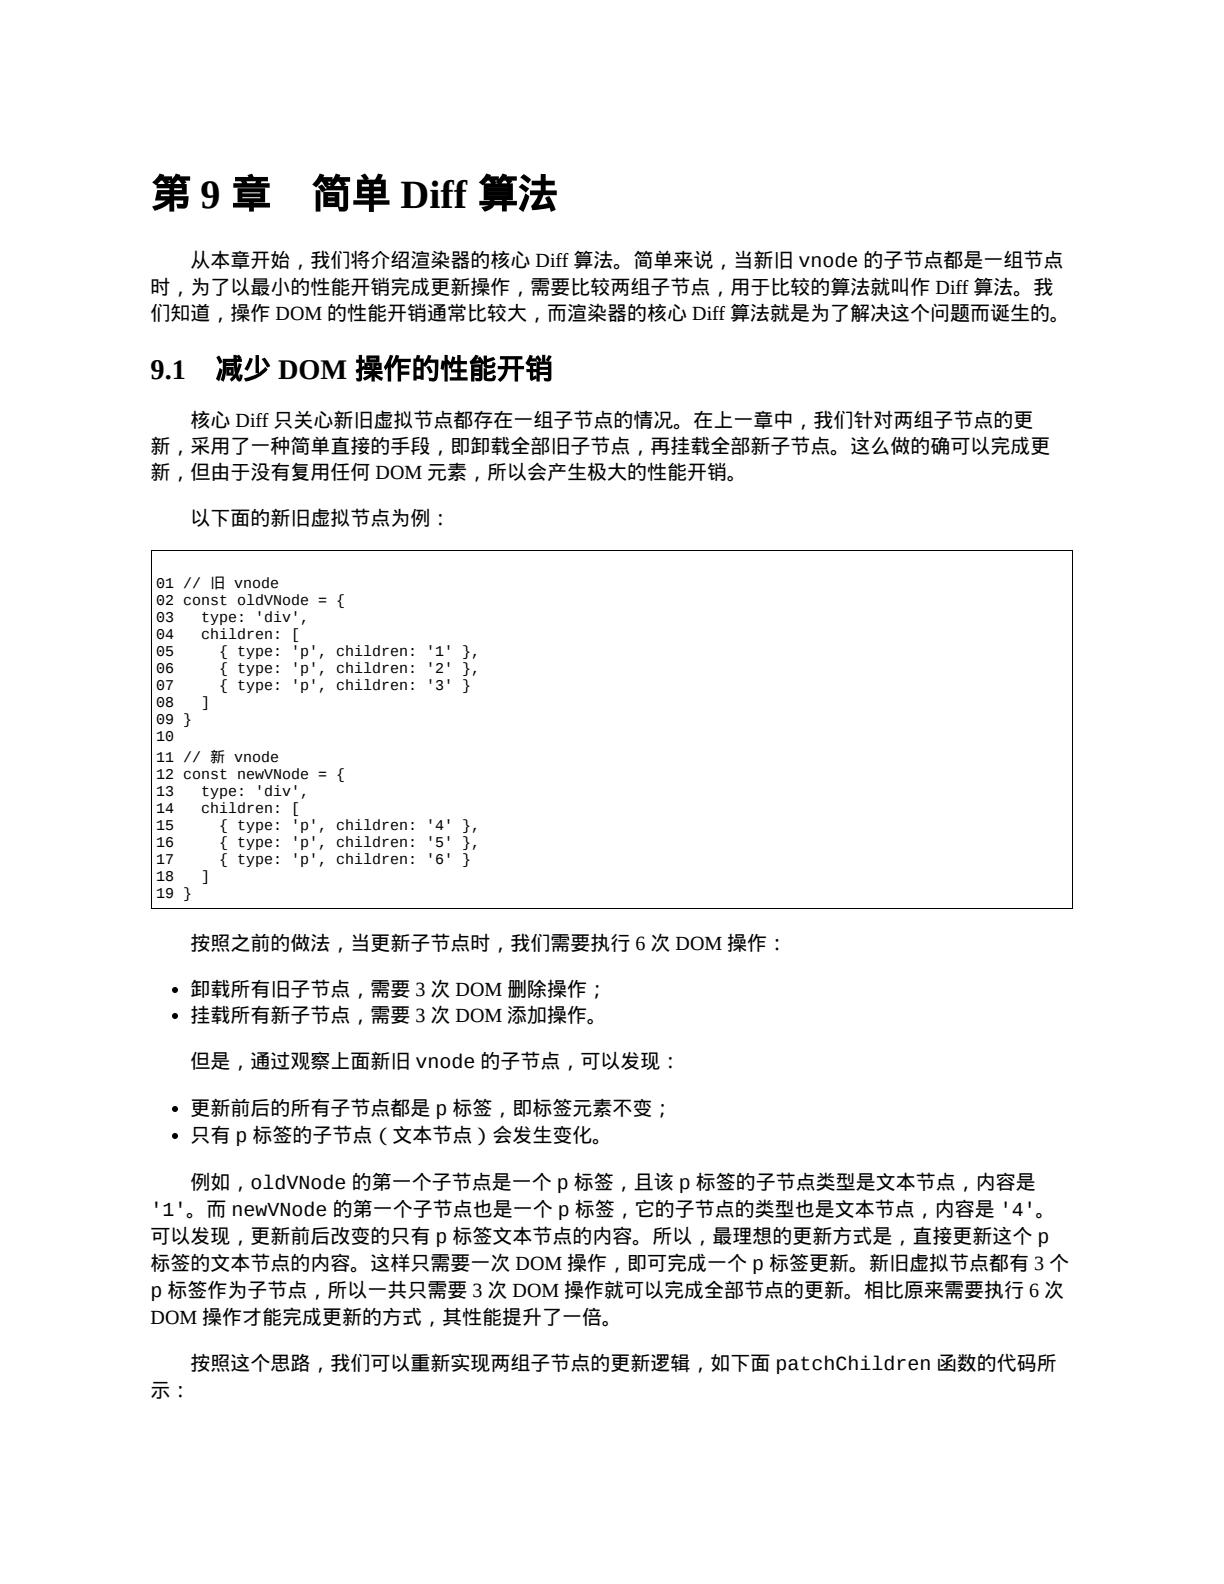 第 9 章　简单 Diff 算法
从本章开始，我们将介绍渲染器的核心 Diff 算法。简单来说，当新旧 vnode 的子节点都是一组节点
时，为了以最小的性能开销完成更新操作，需要比较两组子节点，用于比较的算法就叫作 Diff 算法。我
们知道，操作 DOM 的性能开销通常比较大，而渲染器的核心 Diff 算法就是为了解决这个问题而诞生的。
9.1　减少 DOM 操作的性能开销
核心 Diff 只关心新旧虚拟节点都存在一组子节点的情况。在上一章中，我们针对两组子节点的更
新，采用了一种简单直接的手段，即卸载全部旧子节点，再挂载全部新子节点。这么做的确可以完成更
新，但由于没有复用任何 DOM 元素，所以会产生极大的性能开销。
以下面的新旧虚拟节点为例：
01 // 旧 vnode
02 const oldVNode = {
03   type: 'div',
04   children: [
05     { type: 'p', children: '1' },
06     { type: 'p', children: '2' },
07     { type: 'p', children: '3' }
08   ]
09 }
10
11 // 新 vnode
12 const newVNode = {
13   type: 'div',
14   children: [
15     { type: 'p', children: '4' },
16     { type: 'p', children: '5' },
17     { type: 'p', children: '6' }
18   ]
19 }
按照之前的做法，当更新子节点时，我们需要执行 6 次 DOM 操作：
• 卸载所有旧子节点，需要 3 次 DOM 删除操作；
• 挂载所有新子节点，需要 3 次 DOM 添加操作。
但是，通过观察上面新旧 vnode 的子节点，可以发现：
• 更新前后的所有子节点都是 p 标签，即标签元素不变；
• 只有 p 标签的子节点（文本节点）会发生变化。
例如，oldVNode 的第一个子节点是一个 p 标签，且该 p 标签的子节点类型是文本节点，内容是
'1'。而 newVNode 的第一个子节点也是一个 p 标签，它的子节点的类型也是文本节点，内容是 '4'。
可以发现，更新前后改变的只有 p 标签文本节点的内容。所以，最理想的更新方式是，直接更新这个 p
标签的文本节点的内容。这样只需要一次 DOM 操作，即可完成一个 p 标签更新。新旧虚拟节点都有 3 个
p 标签作为子节点，所以一共只需要 3 次 DOM 操作就可以完成全部节点的更新。相比原来需要执行 6 次
DOM 操作才能完成更新的方式，其性能提升了一倍。
按照这个思路，我们可以重新实现两组子节点的更新逻辑，如下面 patchChildren 函数的代码所
示：